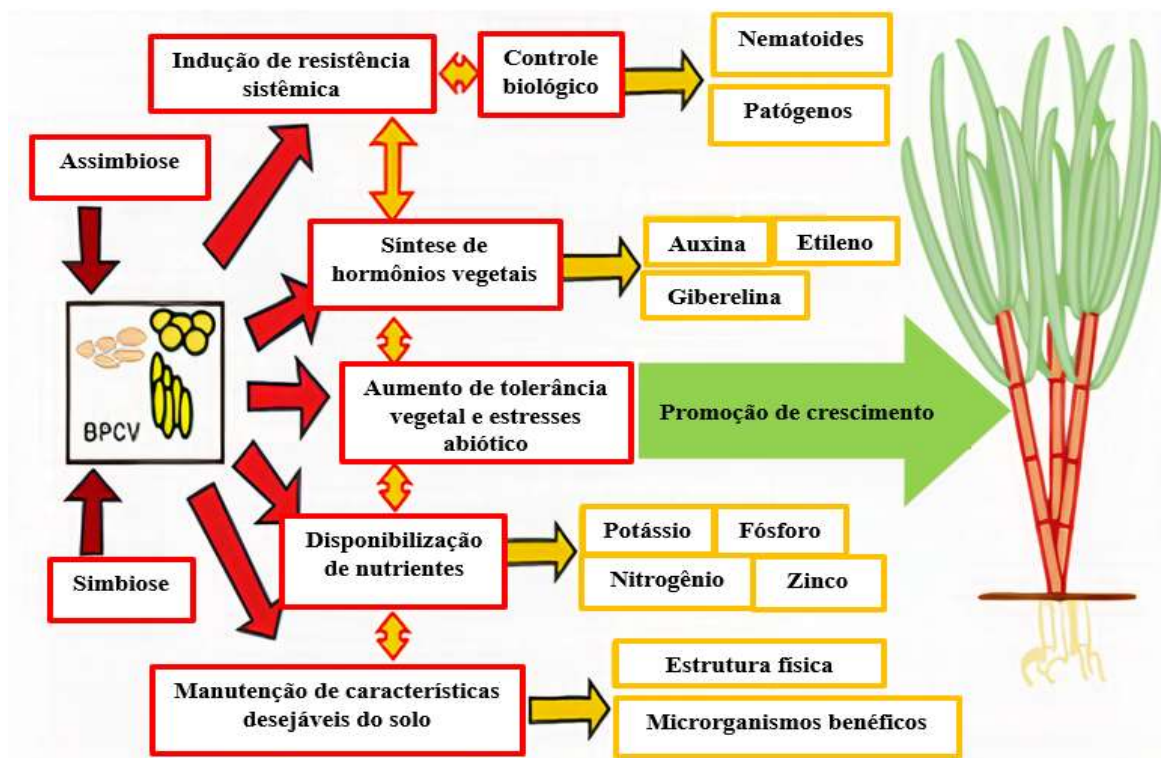 Indução de resistência
sistêmica
Controle
biológico
Nematoides
Patógenos
Assimbiose
Síntese de
hormônios vegetais
Auxina
Etileno
Giberelina
BPCV
Aumento de tolerância
vegetal e estresses
abiótico
Promoção de crescimento
Simbiose
Disponibilização
de nutrientes
Potássio
Fósforo
Nitrogênio
Zinco
Manutenção de características
desejáveis do solo
Estrutura física
Microrganismos benéficos